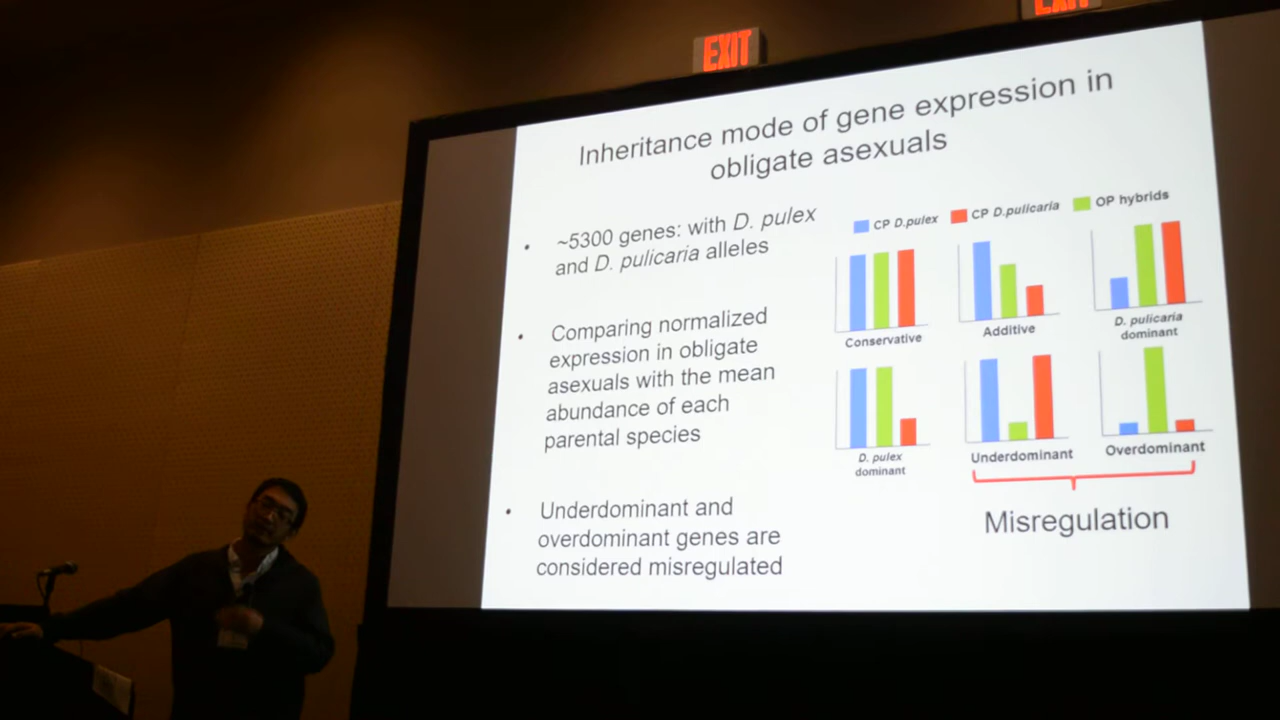 EXIT
EXIT
Inheritance mode of gene expression in
obligate asexuals
• ~5300 genes: with D. pulex
and D. pulicaria alleles
• Comparing normalized
expression in obligate
asexuals with the mean
abundance of each
parental species
• Underdominant and
overdominant genes are
considered misregulated
CP D.pulex CP D.pulicaria OP hybrids
Conservative
Additive
D. pulicaria
dominant
D. pulex
dominant
Underdominant
Overdominant
Misregulation